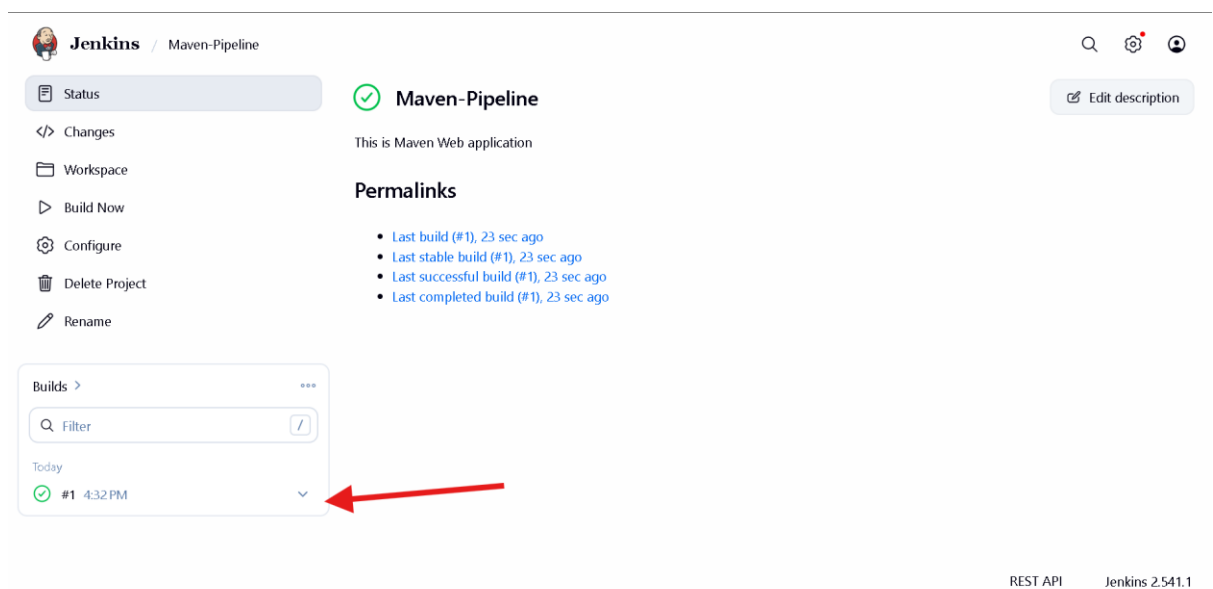 Jenkins / Maven-Pipeline
Status
Changes
Workspace
Build Now
Configure
Delete Project
Rename
Builds >
Filter /
Today
#1 4:32 PM
Maven-Pipeline
Edit description
This is Maven Web application
Permalinks
• Last build (#1), 23 sec ago
• Last stable build (#1), 23 sec ago
• Last successful build (#1), 23 sec ago
• Last completed build (#1), 23 sec ago
REST API Jenkins 2.541.1